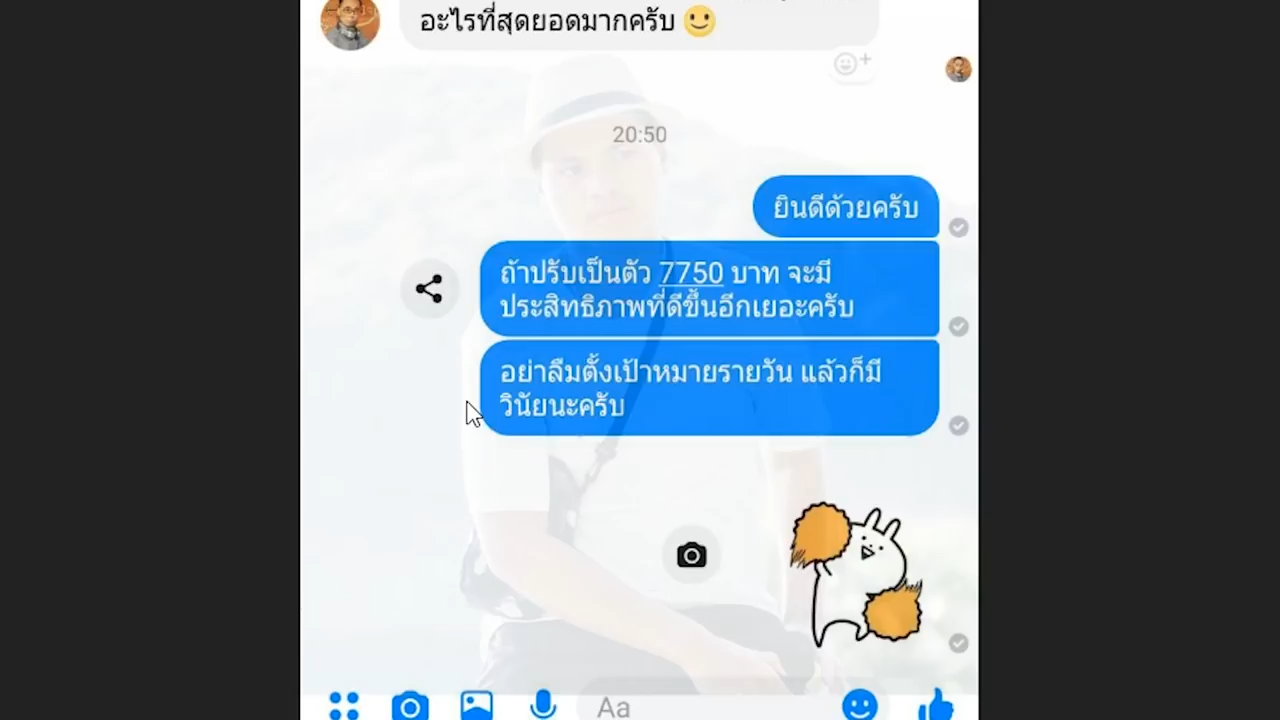 อะไรที่สุดยอดมากครับ
20:50
ยินดีด้วยครับ
ถ้าปรับเป็นตัว 7750 บาท จะมี
ประสิทธิภาพที่ดีขึ้นอีกเยอะครับ
อย่าลืมตั้งเป้าหมายรายวัน แล้วก็มี
วินัยนะครับ
Aa